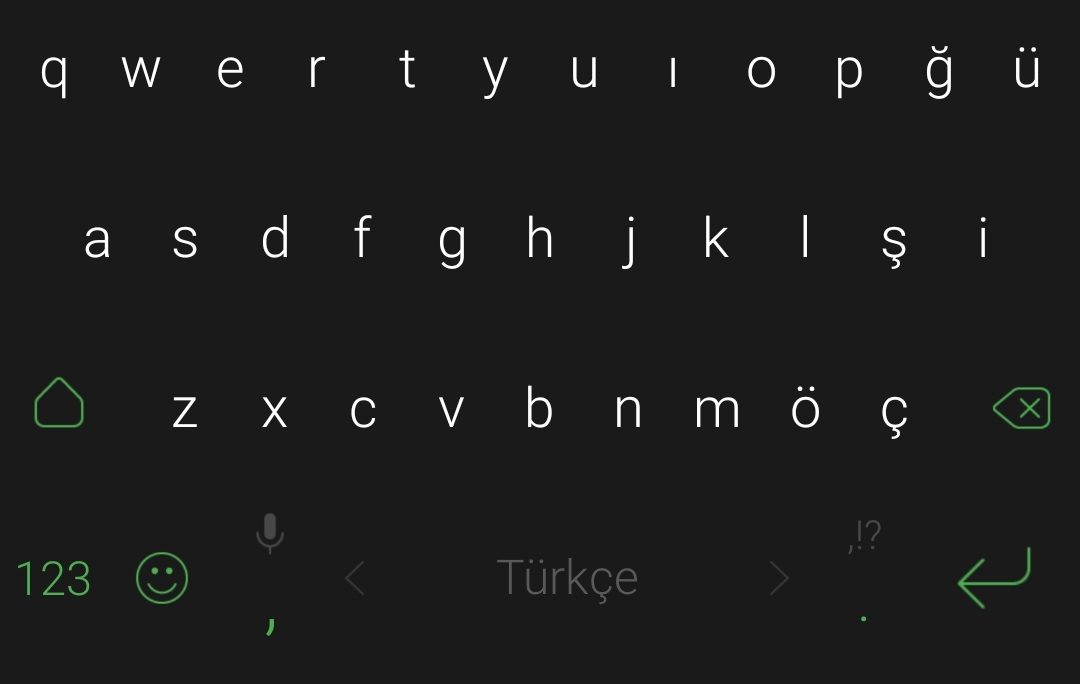 q w e r t y u ı o p ğ ü
a s d f g h j k l ş i
z x c v b n m ö ç
,!?
123 , < Türkçe > .